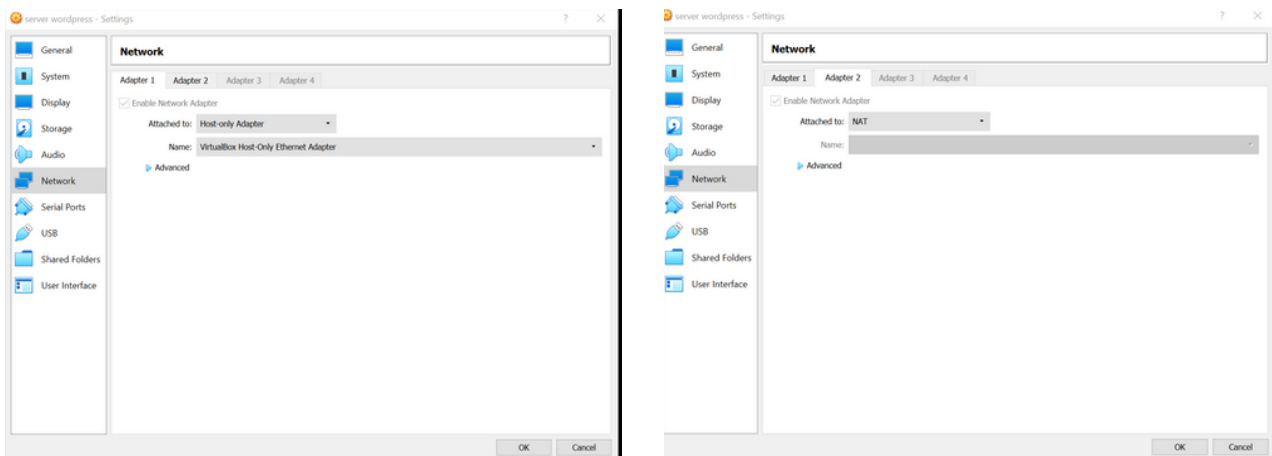 server wordpress - Settings
? ×
General
System
Display
Storage
Audio
Network
Serial Ports
USB
Shared Folders
User Interface
Network
Adapter 1 Adapter 2 Adapter 3 Adapter 4
Enable Network Adapter
Attached to: Host-only Adapter
Name: VirtualBox Host-Only Ethernet Adapter
Advanced
OK Cancel
server wordpress - Settings
? ×
General
System
Display
Storage
Audio
Network
Serial Ports
USB
Shared Folders
User Interface
Network
Adapter 1 Adapter 2 Adapter 3 Adapter 4
Enable Network Adapter
Attached to: NAT
Name:
Advanced
OK Cancel